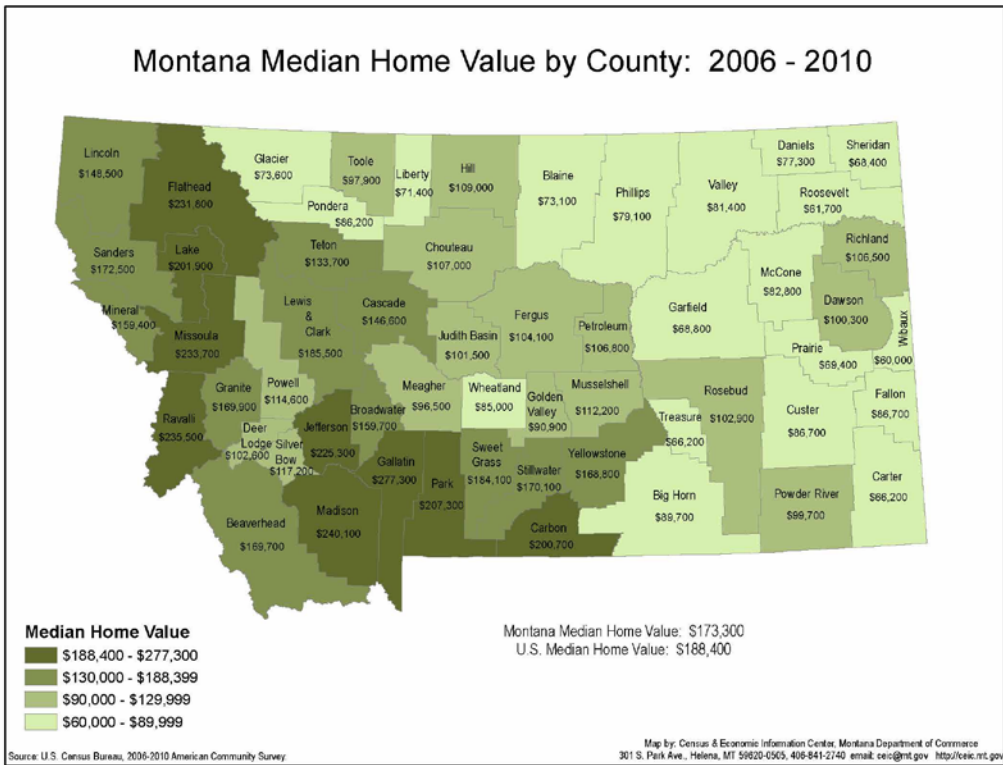 Montana Median Home Value by County: 2006 - 2010
Lincoln
$148,500
Flathead
$231,800
Glacier
$73,600
Toole
$97,900
Liberty
$71,400
Hill
$109,000
Blaine
$73,100
Phillips
$79,100
Valley
$81,400
Daniels
$77,300
Sheridan
$68,400
Roosevelt
$61,700
Pondera
$86,200
Sanders
$172,500
Lake
$201,900
Teton
$133,700
Chouteau
$107,000
Richland
$106,500
McCone
$82,800
Dawson
$100,300
Wibaux
$60,000
Mineral
$159,400
Missoula
$233,700
Lewis
&
Clark
$185,500
Cascade
$146,600
Judith Basin
$101,500
Fergus
$104,100
Petroleum
$106,800
Garfield
$68,800
Prairie
$69,400
Fallon
$86,700
Ravalli
$235,500
Granite
$169,900
Powell
$114,600
Meagher
$96,500
Wheatland
$85,000
Golden
Valley
$90,900
Musselshell
$112,200
Treasure
$66,200
Rosebud
$102,900
Custer
$86,700
Deer
Lodge
$102,600
Silver
Bow
$117,200
Jefferson
$225,300
Broadwater
$159,700
Gallatin
$277,300
Park
$207,300
Sweet
Grass
$184,100
Stillwater
$170,100
Yellowstone
$168,800
Big Horn
$89,700
Powder River
$99,700
Carter
$66,200
Beaverhead
$169,700
Madison
$240,100
Carbon
$200,700
Median Home Value
$188,400 - $277,300
$130,000 - $188,399
$90,000 - $129,999
$60,000 - $89,999
Montana Median Home Value: $173,300
U.S. Median Home Value: $188,400
Source: U.S. Census Bureau, 2006-2010 American Community Survey.
Map by: Census & Economic Information Center, Montana Department of Commerce
301 S. Park Ave., Helena, MT 59620-0505, 406-841-2740 email: ceic@mt.gov http://ceic.mt.gov